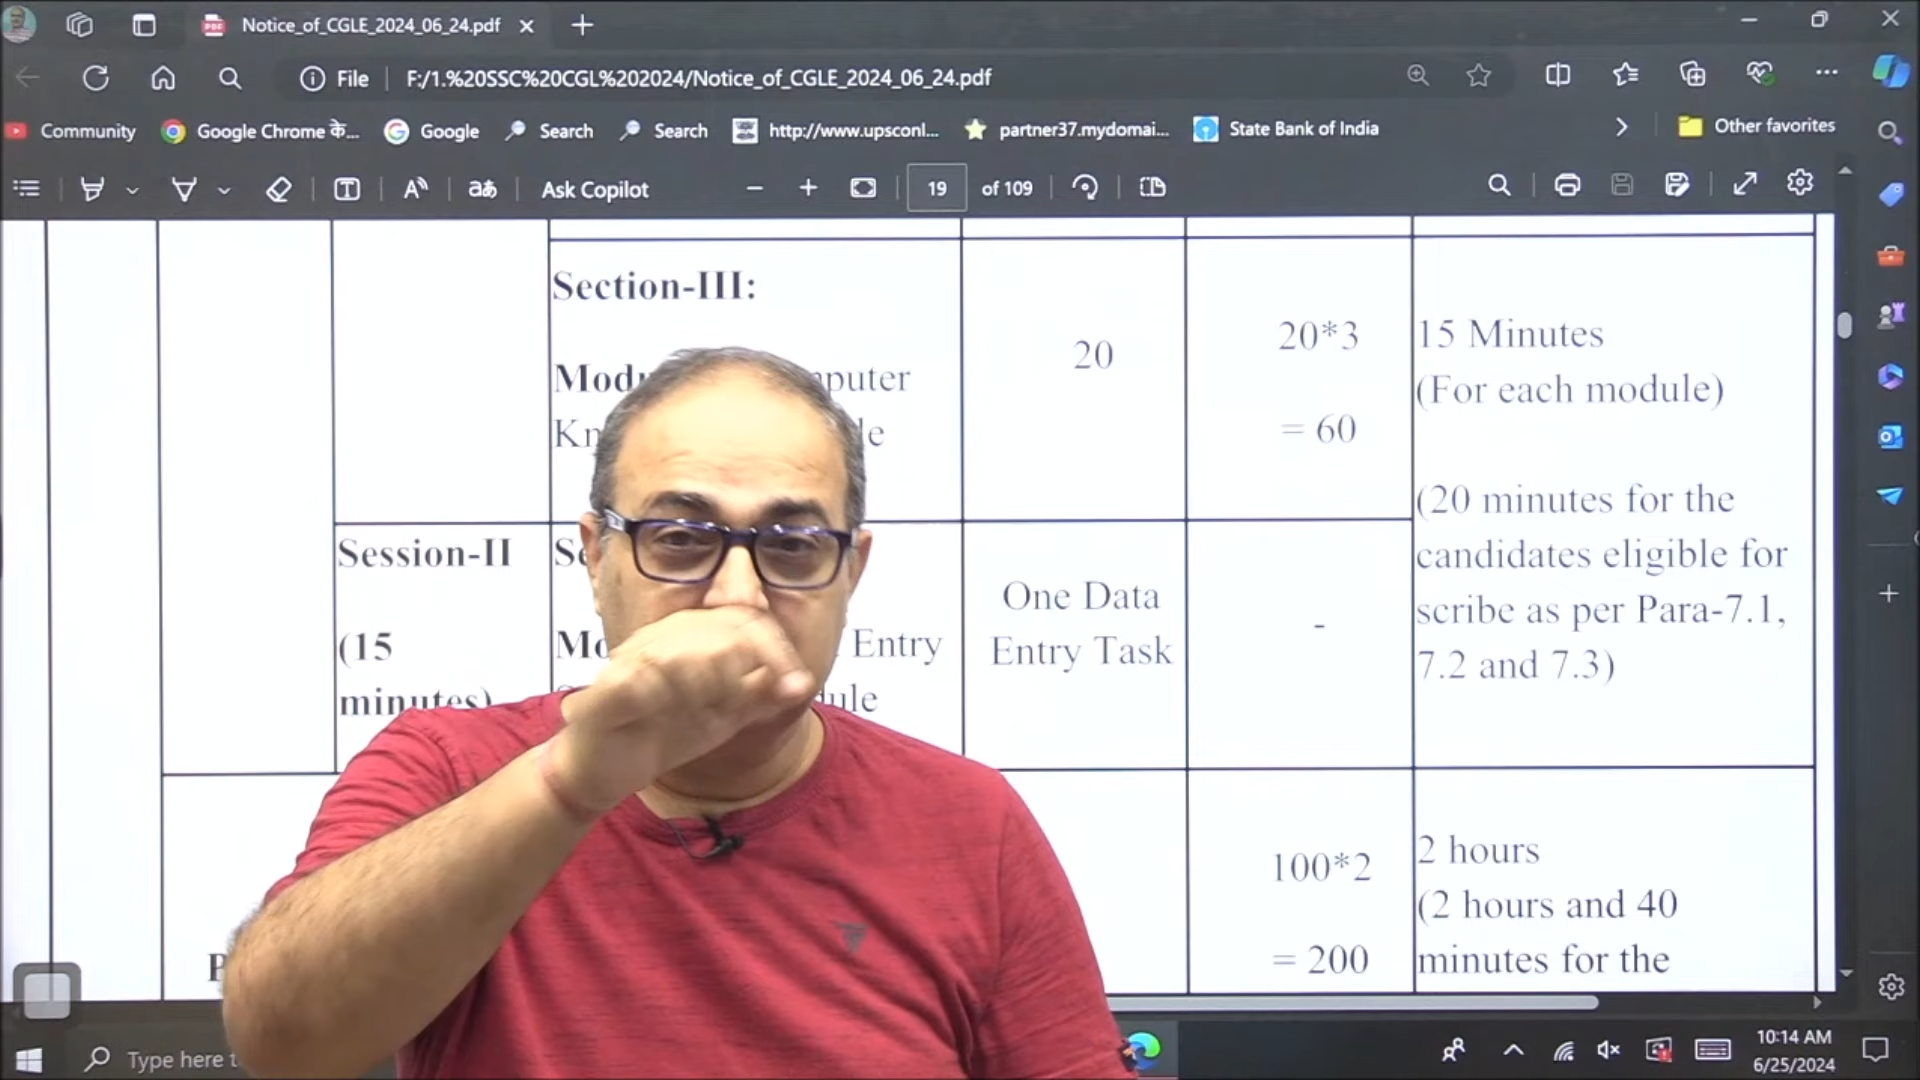 Notice_of_CGLE_2024_06_24.pdf
File
F:/1.%20SSC%20CGL%202024/Notice_of_CGLE_2024_06_24.pdf
Community
Google Chrome के...
Google
Search
Search
http://www.upsconl...
partner37.mydomai...
State Bank of India
Other favorites
Ask Copilot
19
of 109
Section-III:
20
20*3
= 60
15 Minutes
(For each module)
(20 minutes for the
candidates eligible for
scribe as per Para-7.1,
7.2 and 7.3)
Session-II
(15
minutes)
Entry
One Data
Entry Task
-
100*2
= 200
2 hours
(2 hours and 40
minutes for the
Type here
10:14 AM
6/25/2024